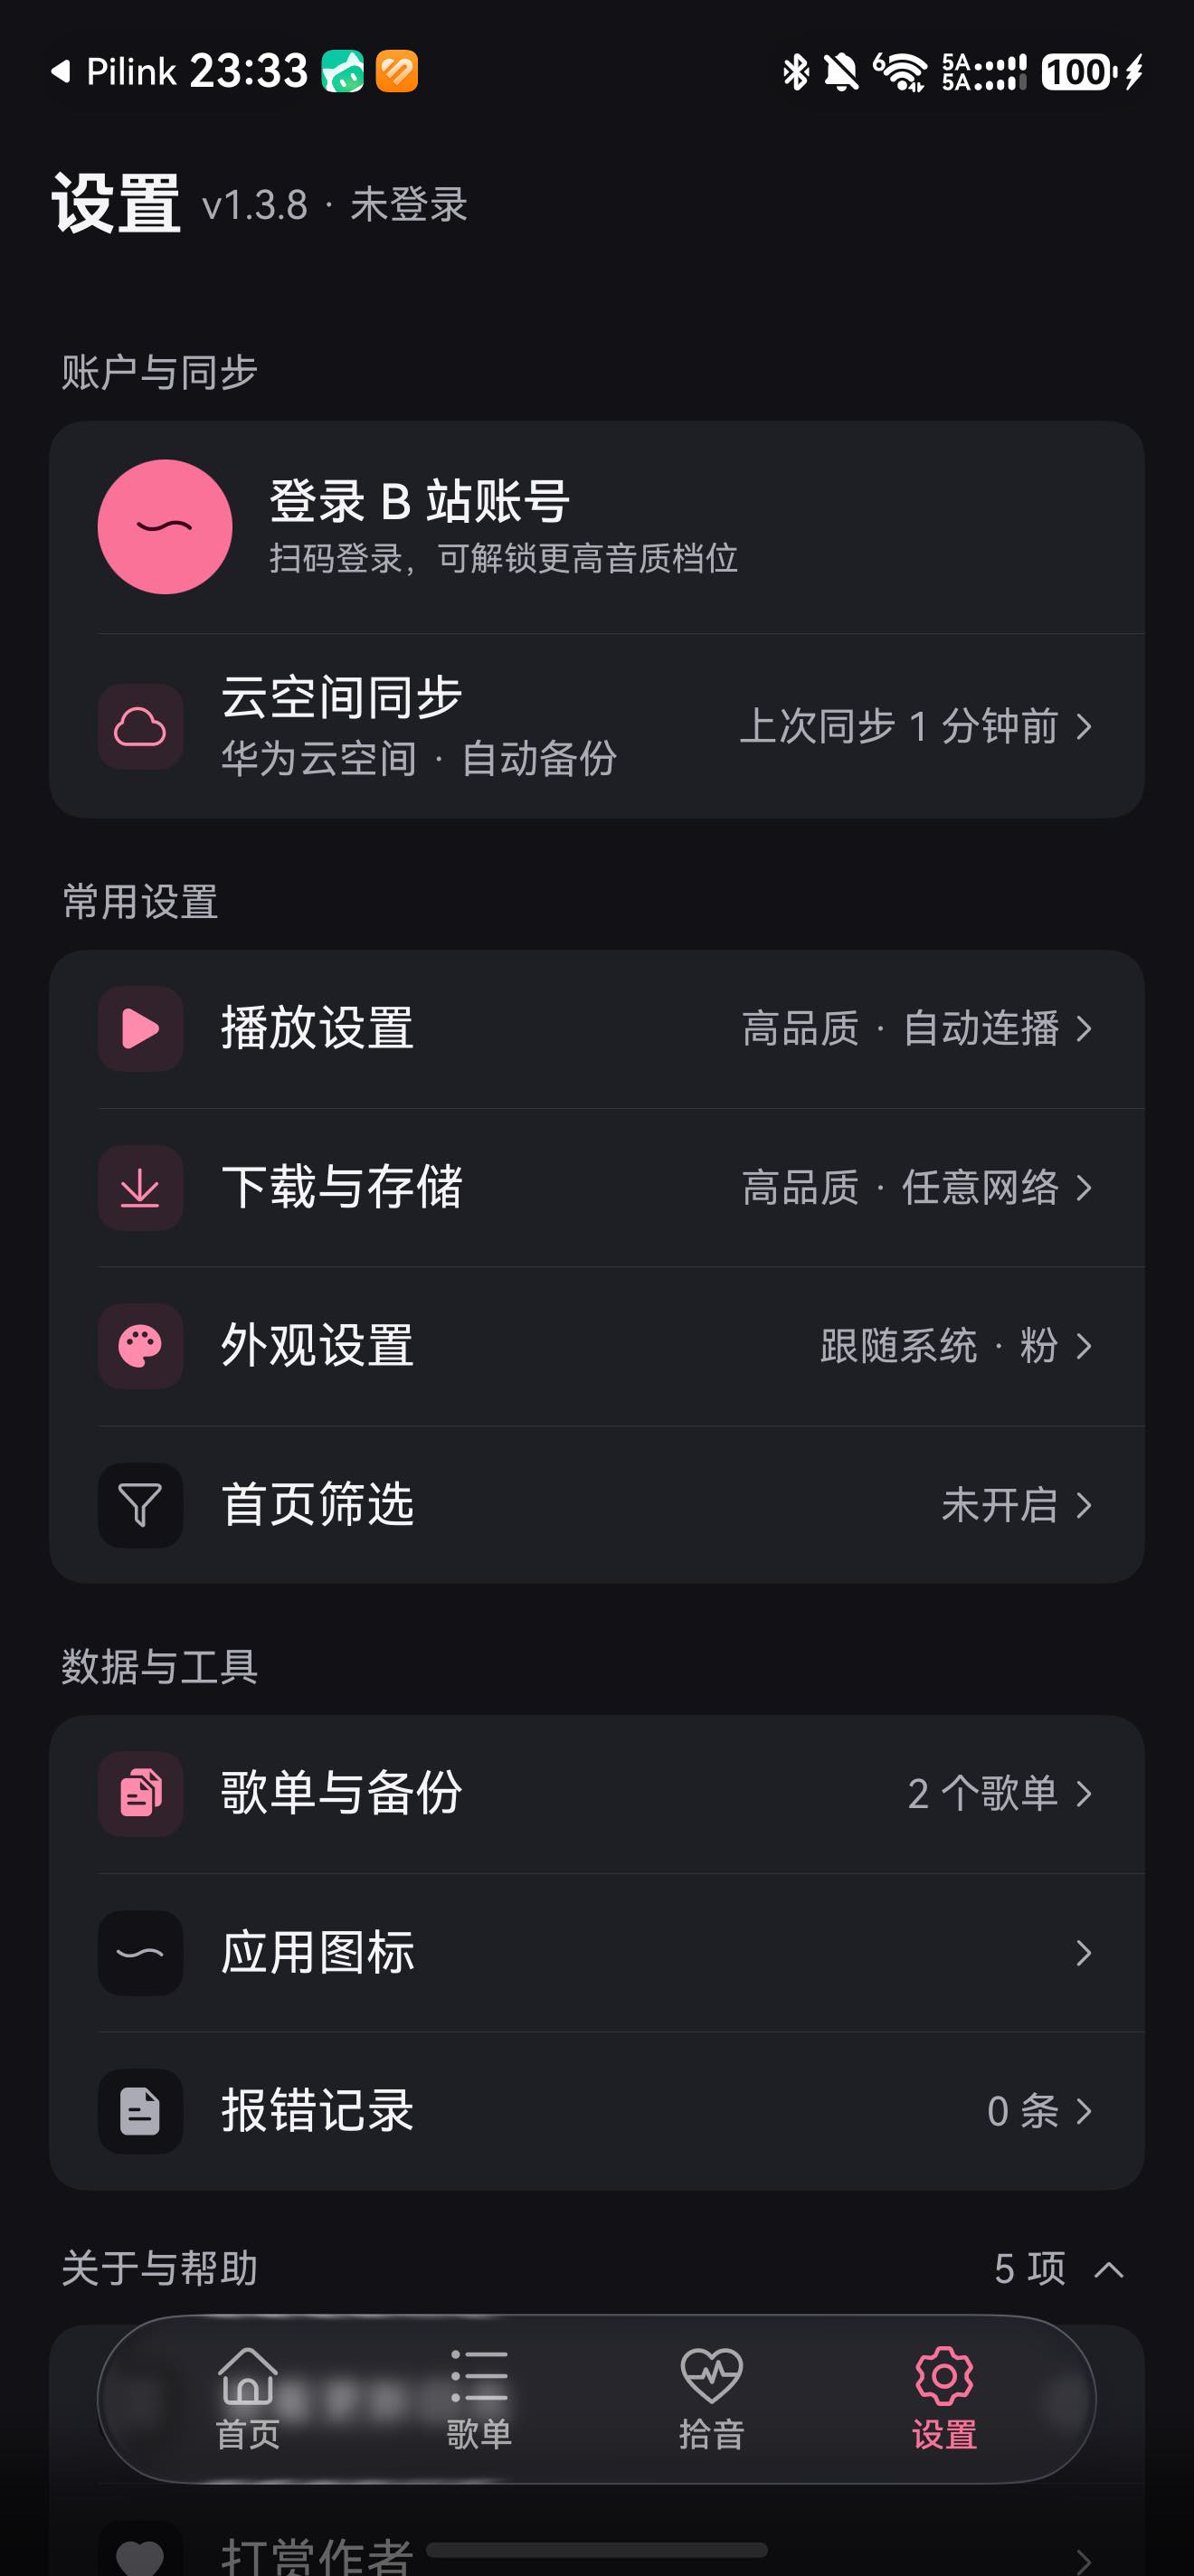 Pilink 23:33 6 5A 5A 100
设置 v1.3.8 · 未登录
账户与同步
登录 B 站账号
扫码登录，可解锁更高音质档位
云空间同步
华为云空间 · 自动备份
上次同步 1 分钟前
常用设置
播放设置 高品质 · 自动连播
下载与存储 高品质 · 任意网络
外观设置 跟随系统 · 粉
首页筛选 未开启
数据与工具
歌单与备份 2 个歌单
应用图标
报错记录 0 条
关于与帮助 5 项
首页 歌单 拾音 设置
打赏作者